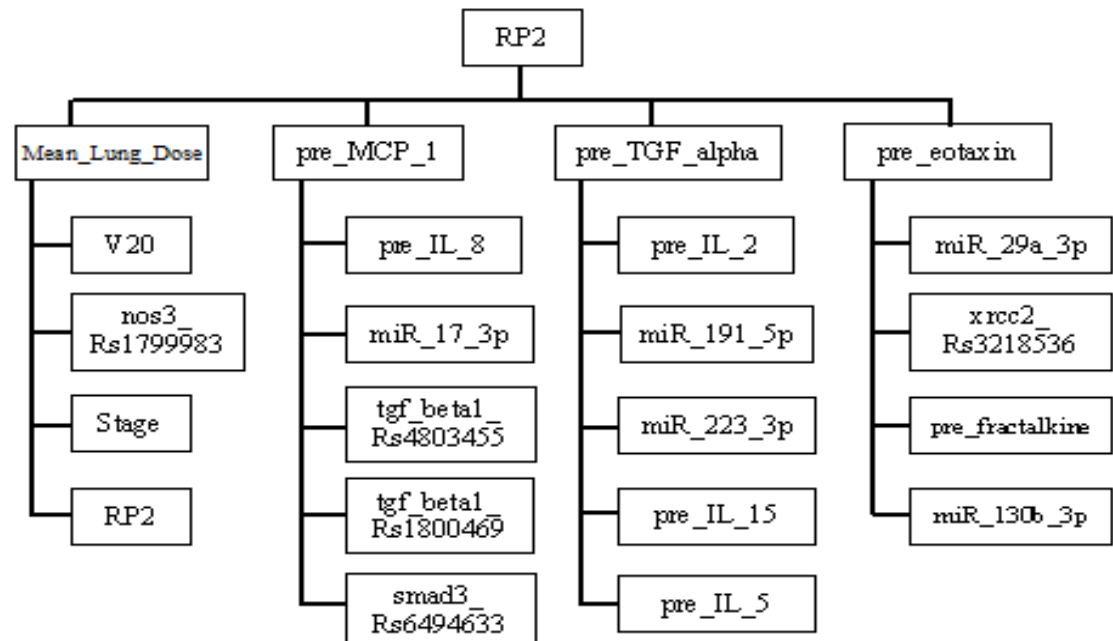 RP2
Mean_Lung_Dose
pre_MCP_1
pre_TGF_alpha
pre_eotaxin
V20
nos3_
Rs1799983
Stage
RP2
pre_IL_8
miR_17_3p
tgf_beta1_
Rs4803455
tgf_beta1_
Rs1800469
smad3_
Rs6494633
pre_IL_2
miR_191_5p
miR_223_3p
pre_IL_15
pre_IL_5
miR_29a_3p
xrcc2_
Rs3218536
pre_fractalkine
miR_130b_3p